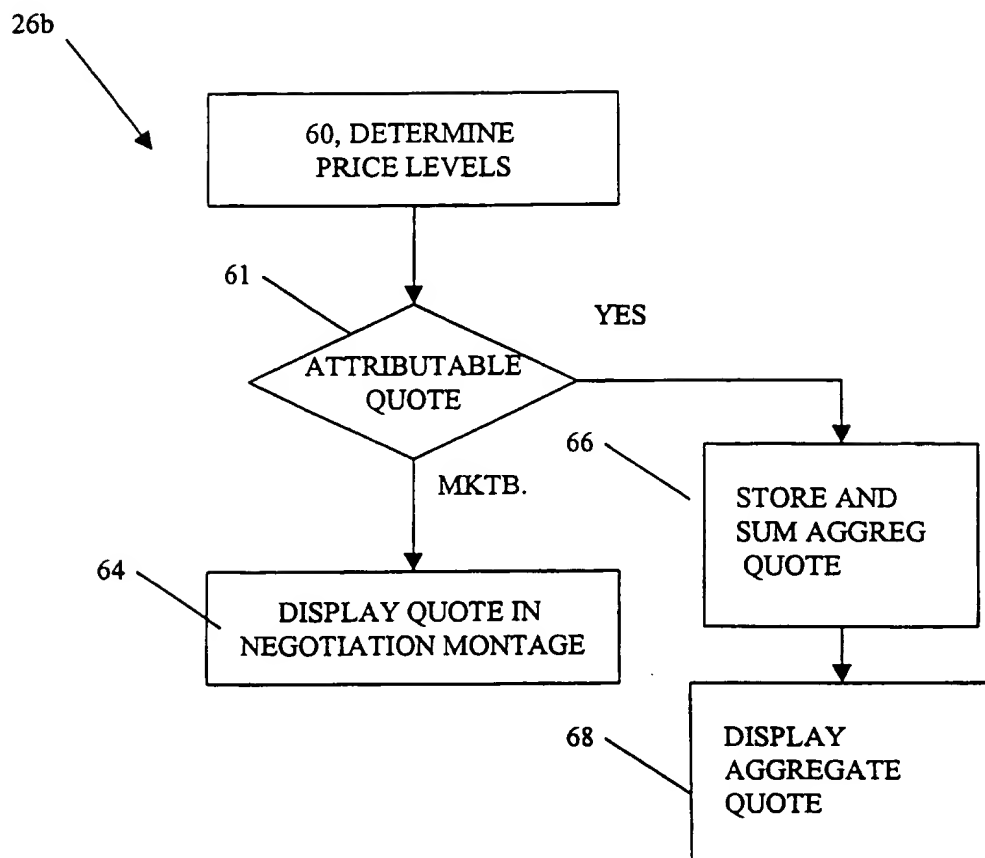 26b
60, DETERMINE
PRICE LEVELS
61
YES
ATTRIBUTABLE
QUOTE
MKTB.
66
STORE AND
SUM AGGREG
QUOTE
64
DISPLAY QUOTE IN
NEGOTIATION MONTAGE
68
DISPLAY
AGGREGATE
QUOTE